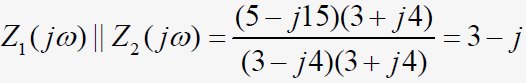 Z₁(jω) || Z₂(jω) = (5 − j15)(3 + j4) / (3 − j4)(3 + j4) = 3 − j